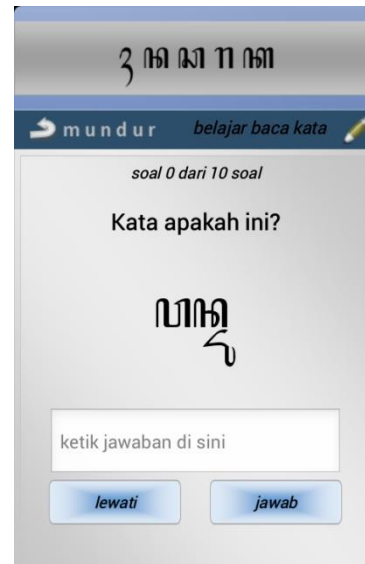 mundur
belajar baca kata
soal 0 dari 10 soal
Kata apakah ini?
ketik jawaban di sini
lewati
jawab